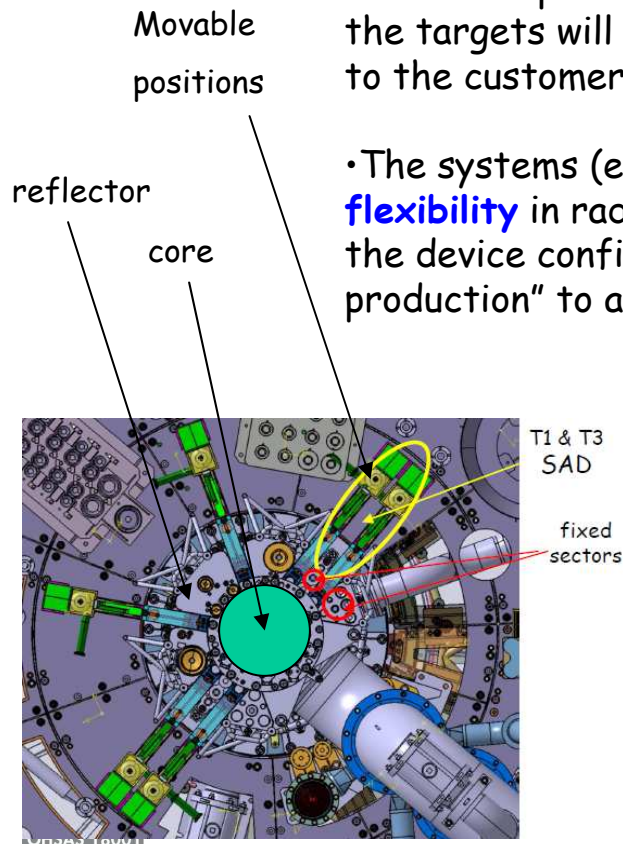 Movable
positions
the targets will
to the customer
•The systems (e
flexibility in rad
the device confi
production" to a
reflector
core
T1 & T3
SAD
fixed
sectors